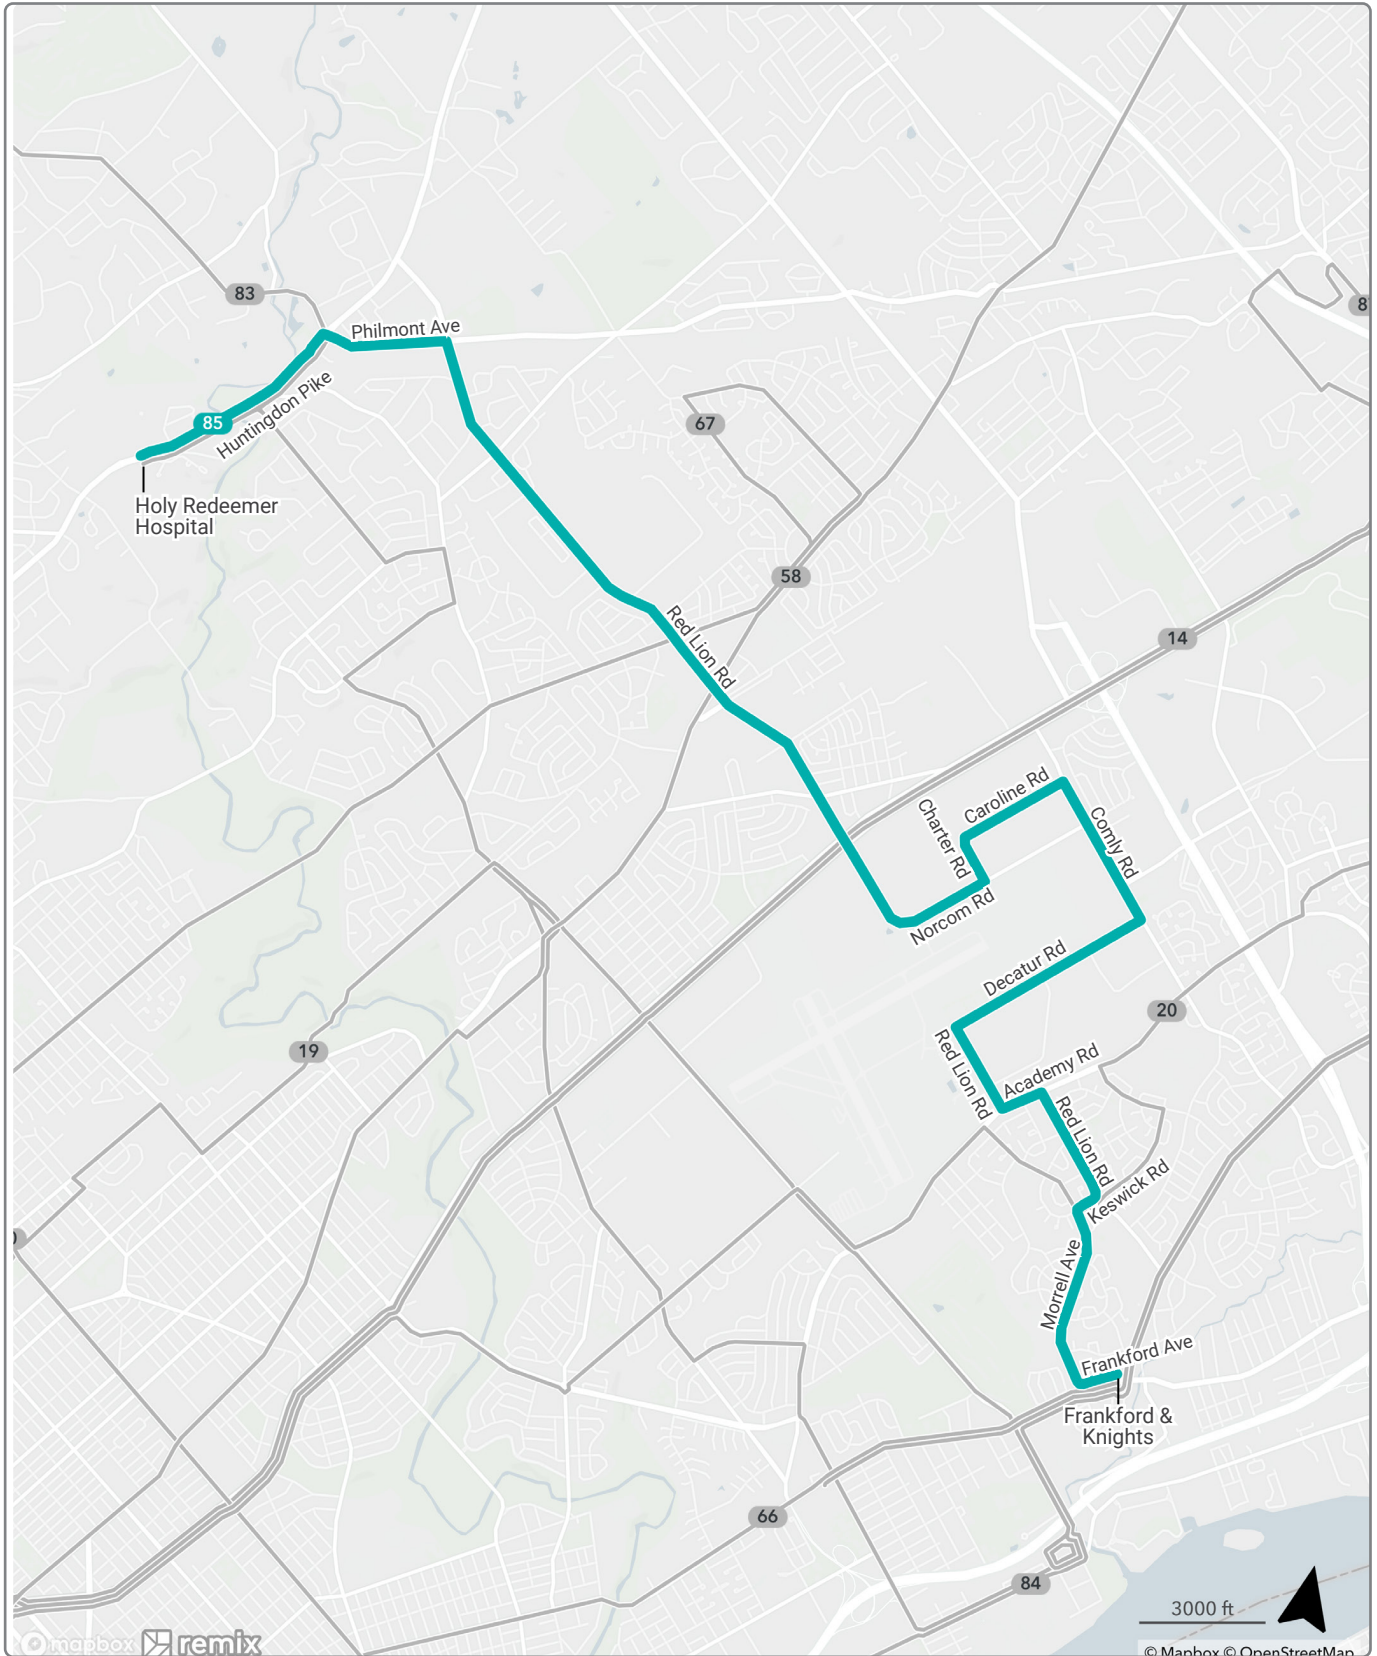 83
8
Philmont Ave
Huntingdon Pike
85
67
Holy Redeemer
Hospital
58
Red Lion Rd
14
Caroline Rd
Charter Rd
Comly Rd
Norcom Rd
Decatur Rd
20
19
Red Lion Rd
Academy Rd
Red Lion Rd
Keswick Rd
Morrell Ave
Frankford Ave
Frankford &
Knights
66
84
3000 ft
mapbox remix
© Mapbox © OpenStreetMap